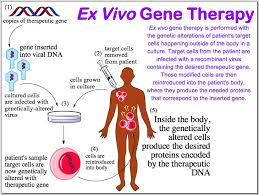 (1)
Ex Vivo Gene Therapy
copies of therapeutic gene
Ex vivo gene therapy is performed with
the genetic alterations of patient's target
cells happening outside of the body in a
culture. Target cells from the patient are
infected with a recombinant virus
containing the desired therapeutic gene.
These modified cells are then
reintroduced into the patient's body,
where they produce the needed proteins
that correspond to the inserted gene.
gene inserted
into viral DNA
(2)
target cells
removed
from patient
cells grown
in culture
cultured cells
are infected with
genetically-altered
virus
(3)
(5)
Inside the body,
the genetically
altered cells
produce the desired
proteins encoded
by the therapeutic
DNA
(4)
cells are
reintroduced
into body
patient's sample
target cells are
now genetically
altered with
therapeutic gene